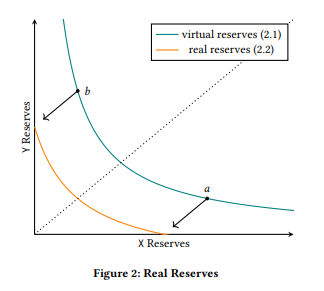 virtual reserves (2.1)
real reserves (2.2)
b
a
Y Reserves
X Reserves
Figure 2: Real Reserves